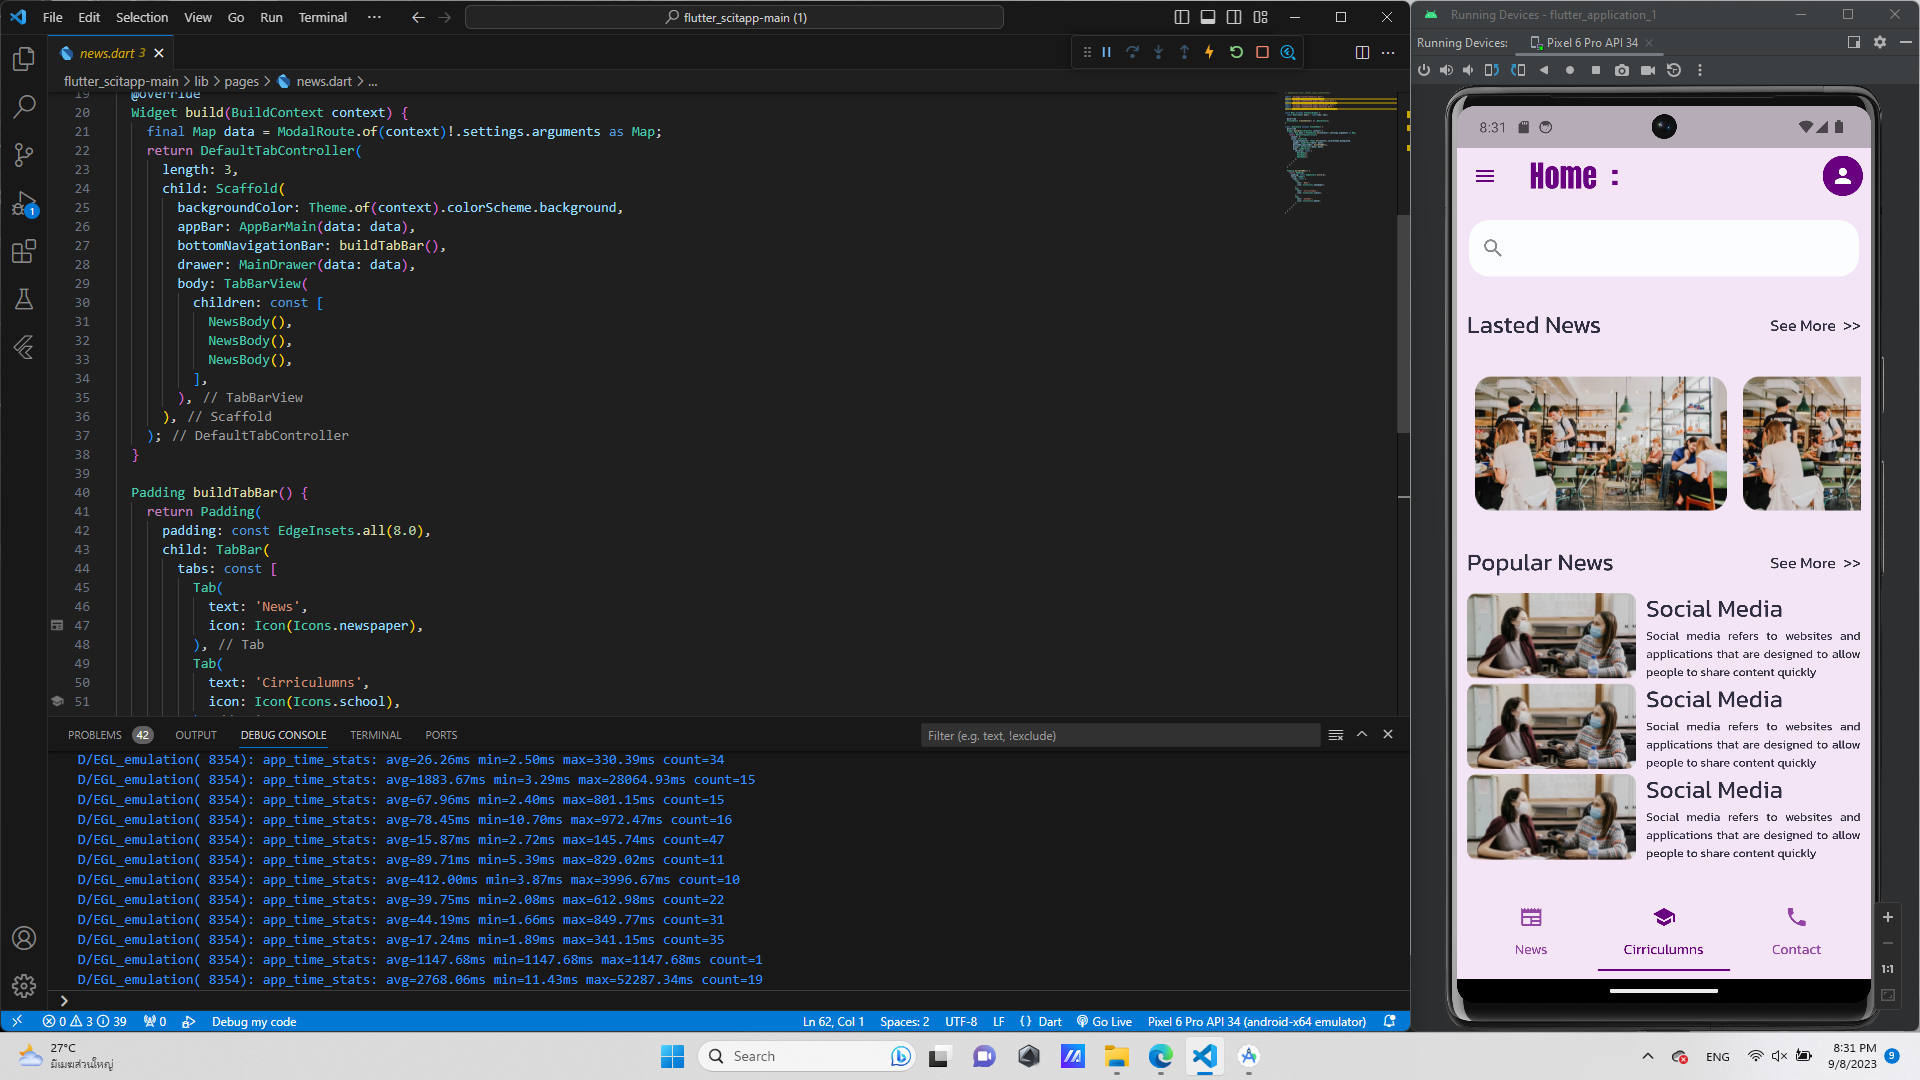 File Edit Selection View Go Run Terminal ···
flutter_scitapp-main (1)
Running Devices - flutter_application_1
news.dart 3
Running Devices:
Pixel 6 Pro API 34
flutter_scitapp-main > lib > pages > news.dart > ...
19 @override
20 Widget build(BuildContext context) {
21 final Map data = ModalRoute.of(context)!.settings.arguments as Map;
22 return DefaultTabController(
23 length: 3,
24 child: Scaffold(
25 backgroundColor: Theme.of(context).colorScheme.background,
26 appBar: AppBarMain(data: data),
27 bottomNavigationBar: buildTabBar(),
28 drawer: MainDrawer(data: data),
29 body: TabBarView(
30 children: const [
31 NewsBody(),
32 NewsBody(),
33 NewsBody(),
34 ],
35 ), // TabBarView
36 ), // Scaffold
37 ); // DefaultTabController
38 }
39
40 Padding buildTabBar() {
41 return Padding(
42 padding: const EdgeInsets.all(8.0),
43 child: TabBar(
44 tabs: const [
45 Tab(
46 text: 'News',
47 icon: Icon(Icons.newspaper),
48 ), // Tab
49 Tab(
50 text: 'Cirriculumns',
51 icon: Icon(Icons.school),
PROBLEMS 42 OUTPUT DEBUG CONSOLE TERMINAL PORTS
Filter (e.g. text, !exclude)
D/EGL_emulation( 8354): app_time_stats: avg=26.26ms min=2.50ms max=330.39ms count=34
D/EGL_emulation( 8354): app_time_stats: avg=1883.67ms min=3.29ms max=28064.93ms count=15
D/EGL_emulation( 8354): app_time_stats: avg=67.96ms min=2.40ms max=801.15ms count=15
D/EGL_emulation( 8354): app_time_stats: avg=78.45ms min=10.70ms max=972.47ms count=16
D/EGL_emulation( 8354): app_time_stats: avg=15.87ms min=2.72ms max=145.74ms count=47
D/EGL_emulation( 8354): app_time_stats: avg=89.71ms min=5.39ms max=829.02ms count=11
D/EGL_emulation( 8354): app_time_stats: avg=412.00ms min=3.87ms max=3996.67ms count=10
D/EGL_emulation( 8354): app_time_stats: avg=39.75ms min=2.08ms max=612.98ms count=22
D/EGL_emulation( 8354): app_time_stats: avg=44.19ms min=1.66ms max=849.77ms count=31
D/EGL_emulation( 8354): app_time_stats: avg=17.24ms min=1.89ms max=341.15ms count=35
D/EGL_emulation( 8354): app_time_stats: avg=1147.68ms min=1147.68ms max=1147.68ms count=1
D/EGL_emulation( 8354): app_time_stats: avg=2768.06ms min=11.43ms max=52287.34ms count=19
>
0 3 39 0 Debug my code
Ln 62, Col 1 Spaces: 2 UTF-8 LF {} Dart Go Live Pixel 6 Pro API 34 (android-x64 emulator)
1
8:31
Home :
Lasted News See More >>
Popular News See More >>
Social Media
Social media refers to websites and
applications that are designed to allow
people to share content quickly
Social Media
Social media refers to websites and
applications that are designed to allow
people to share content quickly
Social Media
Social media refers to websites and
applications that are designed to allow
people to share content quickly
News Cirriculumns Contact
1:1
27°C
มีเมฆส่วนใหญ่
Search
ENG
8:31 PM
9/8/2023
9